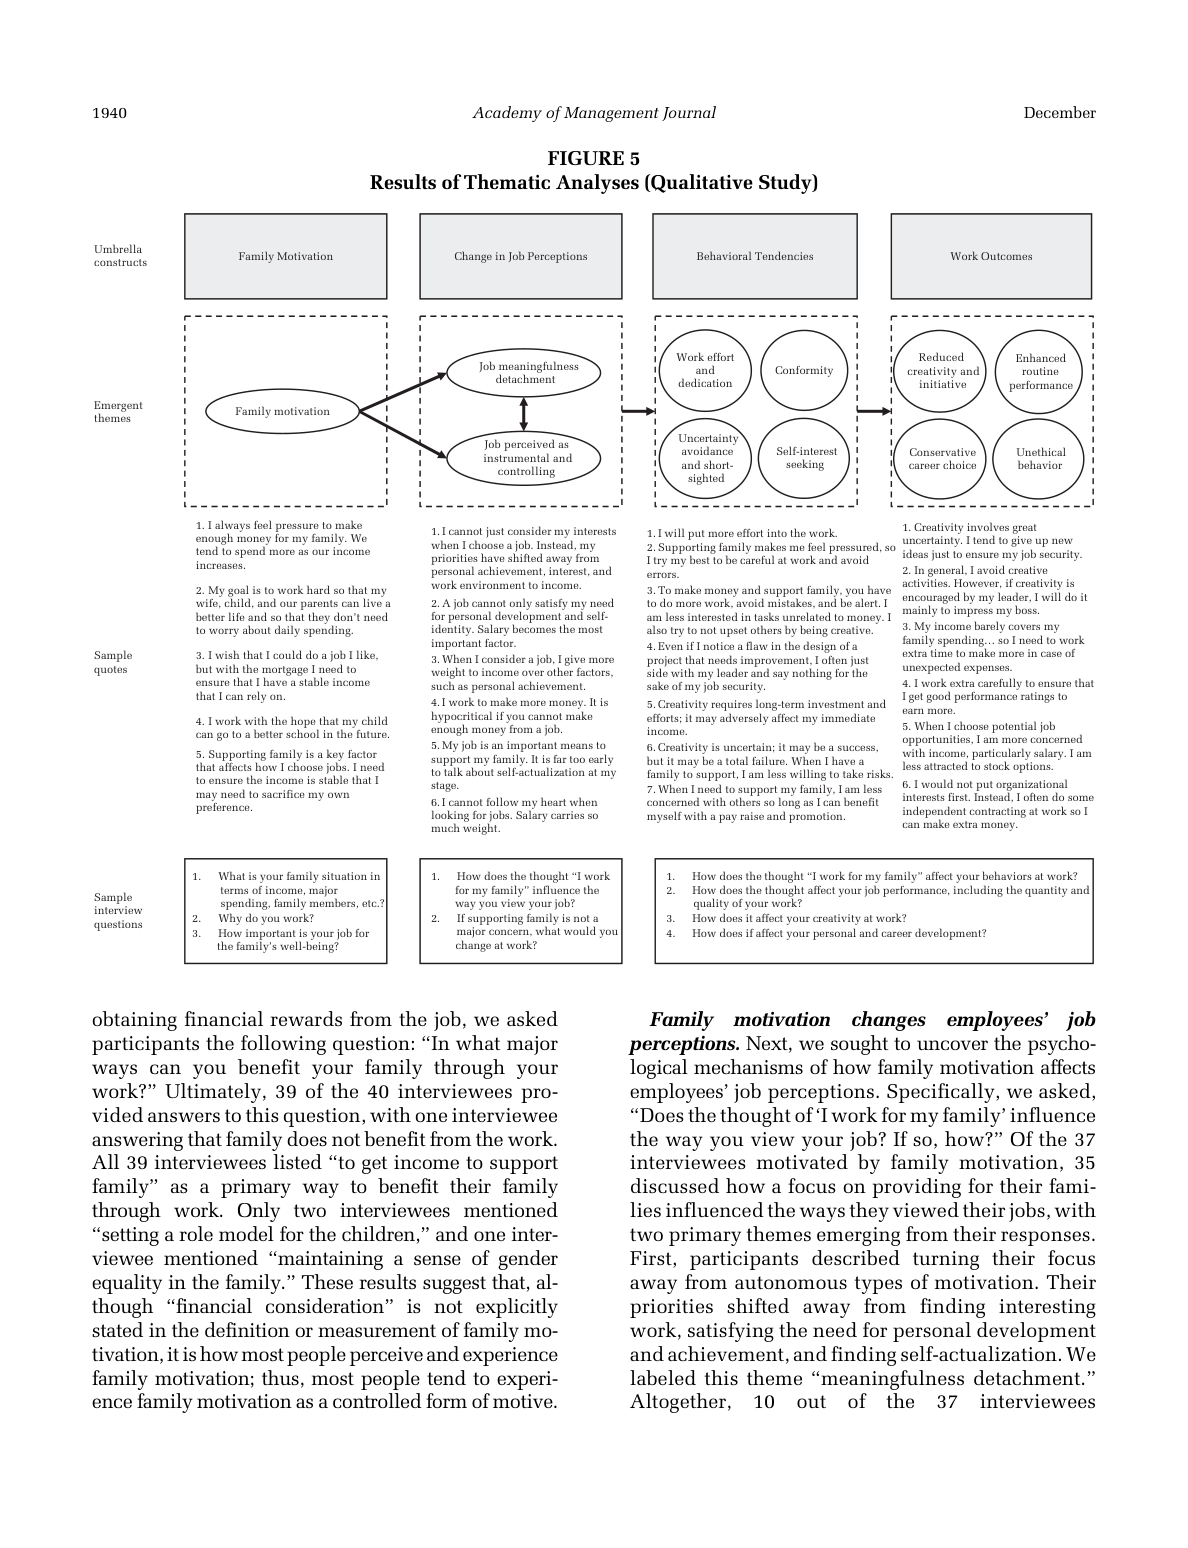 1940
Academy of Management Journal
December
FIGURE 5
Results of Thematic Analyses (Qualitative Study)
Umbrella
constructs
Family Motivation
Change in Job Perceptions
Behavioral Tendencies
Work Outcomes
Emergent
themes
Family motivation
Job meaningfulness
detachment
Job perceived as
instrumental and
controlling
Work effort
and
dedication
Conformity
Uncertainty
avoidance
and short-
sighted
Self-interest
seeking
Reduced
creativity and
initiative
Enhanced
routine
performance
Conservative
career choice
Unethical
behavior
Sample
quotes
1. I always feel pressure to make
enough money for my family. We
tend to spend more as our income
increases.
2. My goal is to work hard so that my
wife, child, and our parents can live a
better life and so that they don’t need
to worry about daily spending.
3. I wish that I could do a job I like,
but with the mortgage I need to
ensure that I have a stable income
that I can rely on.
4. I work with the hope that my child
can go to a better school in the future.
5. Supporting family is a key factor
that affects how I choose jobs. I need
to ensure the income is stable that I
may need to sacrifice my own
preference.
1. I cannot just consider my interests
when I choose a job. Instead, my
priorities have shifted away from
personal achievement, interest, and
work environment to income.
2. A job cannot only satisfy my need
for personal development and self-
identity. Salary becomes the most
important factor.
3. When I consider a job, I give more
weight to income over other factors,
such as personal achievement.
4. I work to make more money. It is
hypocritical if you cannot make
enough money from a job.
5. My job is an important means to
support my family. It is far too early
to talk about self-actualization at my
stage.
6. I cannot follow my heart when
looking for jobs. Salary carries so
much weight.
1. I will put more effort into the work.
2. Supporting family makes me feel pressured, so
I try my best to be careful at work and avoid
errors.
3. To make money and support family, you have
to do more work, avoid mistakes, and be alert. I
am less interested in tasks unrelated to money. I
also try to not upset others by being creative.
4. Even if I notice a flaw in the design of a
project that needs improvement, I often just
side with my leader and say nothing for the
sake of my job security.
5. Creativity requires long-term investment and
efforts; it may adversely affect my immediate
income.
6. Creativity is uncertain; it may be a success,
but it may be a total failure. When I have a
family to support, I am less willing to take risks.
7. When I need to support my family, I am less
concerned with others so long as I can benefit
myself with a pay raise and promotion.
1. Creativity involves great
uncertainty. I tend to give up new
ideas just to ensure my job security.
2. In general, I avoid creative
activities. However, if creativity is
encouraged by my leader, I will do it
mainly to impress my boss.
3. My income barely covers my
family spending… so I need to work
extra time to make more in case of
unexpected expenses.
4. I work extra carefully to ensure that
I get good performance ratings to
earn more.
5. When I choose potential job
opportunities, I am more concerned
with income, particularly salary. I am
less attracted to stock options.
6. I would not put organizational
interests first. Instead, I often do some
independent contracting at work so I
can make extra money.
Sample
interview
questions
1. What is your family situation in
terms of income, major
spending, family members, etc.?
2. Why do you work?
3. How important is your job for
the family’s well-being?
1. How does the thought “I work
for my family” influence the
way you view your job?
2. If supporting family is not a
major concern, what would you
change at work?
1. How does the thought “I work for my family” affect your behaviors at work?
2. How does the thought affect your job performance, including the quantity and
quality of your work?
3. How does it affect your creativity at work?
4. How does if affect your personal and career development?
obtaining financial rewards from the job, we asked
participants the following question: “In what major
ways can you benefit your family through your
work?” Ultimately, 39 of the 40 interviewees pro-
vided answers to this question, with one interviewee
answering that family does not benefit from the work.
All 39 interviewees listed “to get income to support
family” as a primary way to benefit their family
through work. Only two interviewees mentioned
“setting a role model for the children,” and one inter-
viewee mentioned “maintaining a sense of gender
equality in the family.” These results suggest that, al-
though “financial consideration” is not explicitly
stated in the definition or measurement of family mo-
tivation, it is how most people perceive and experience
family motivation; thus, most people tend to experi-
ence family motivation as a controlled form of motive.
Family motivation changes employees’ job
perceptions. Next, we sought to uncover the psycho-
logical mechanisms of how family motivation affects
employees’ job perceptions. Specifically, we asked,
“Does the thought of ‘I work for my family’ influence
the way you view your job? If so, how?” Of the 37
interviewees motivated by family motivation, 35
discussed how a focus on providing for their fami-
lies influenced the ways they viewed their jobs, with
two primary themes emerging from their responses.
First, participants described turning their focus
away from autonomous types of motivation. Their
priorities shifted away from finding interesting
work, satisfying the need for personal development
and achievement, and finding self-actualization. We
labeled this theme “meaningfulness detachment.”
Altogether, 10 out of the 37 interviewees